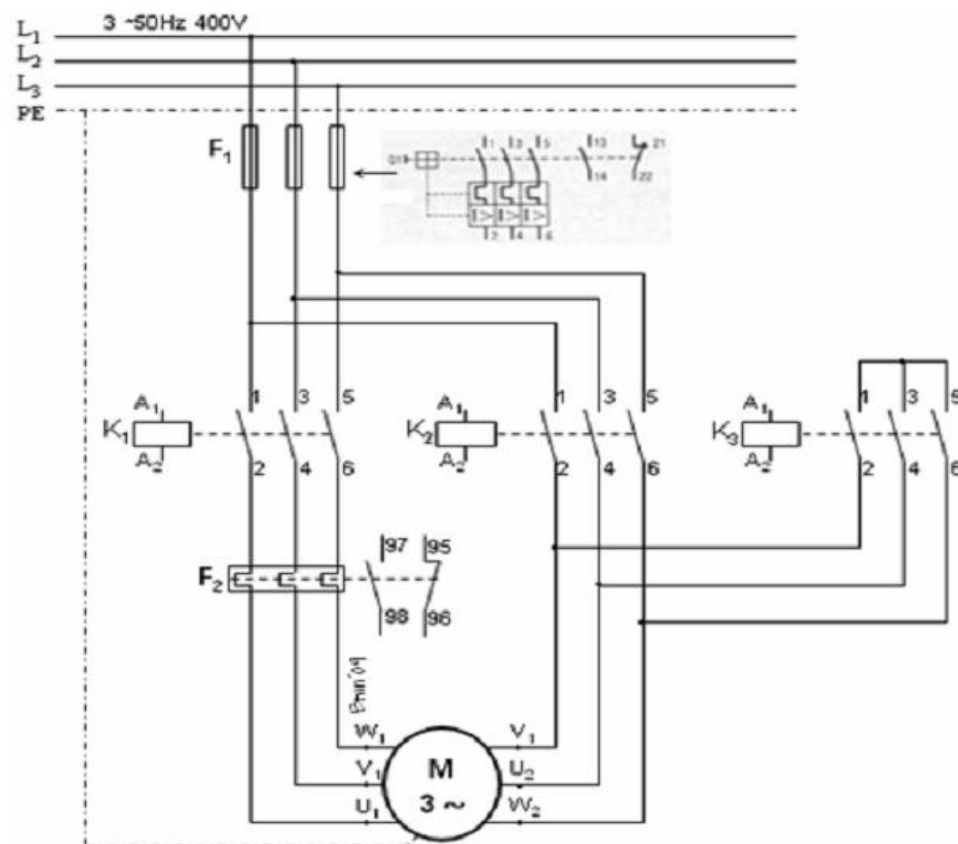 3 ~50Hz 400V
L1
L2
L3
PE
F1
1 3 5 13 21
01
14 22
I> I> I>
2 4 6
A1 1 3 5
K1
A2 2 4 6
A1 1 3 5
K2
A2 2 4 6
A1 1 3 5
K3
A2 2 4 6
97 95
F2
98 96
W1 V1
M
V1 U2
3 ~
U1 W2